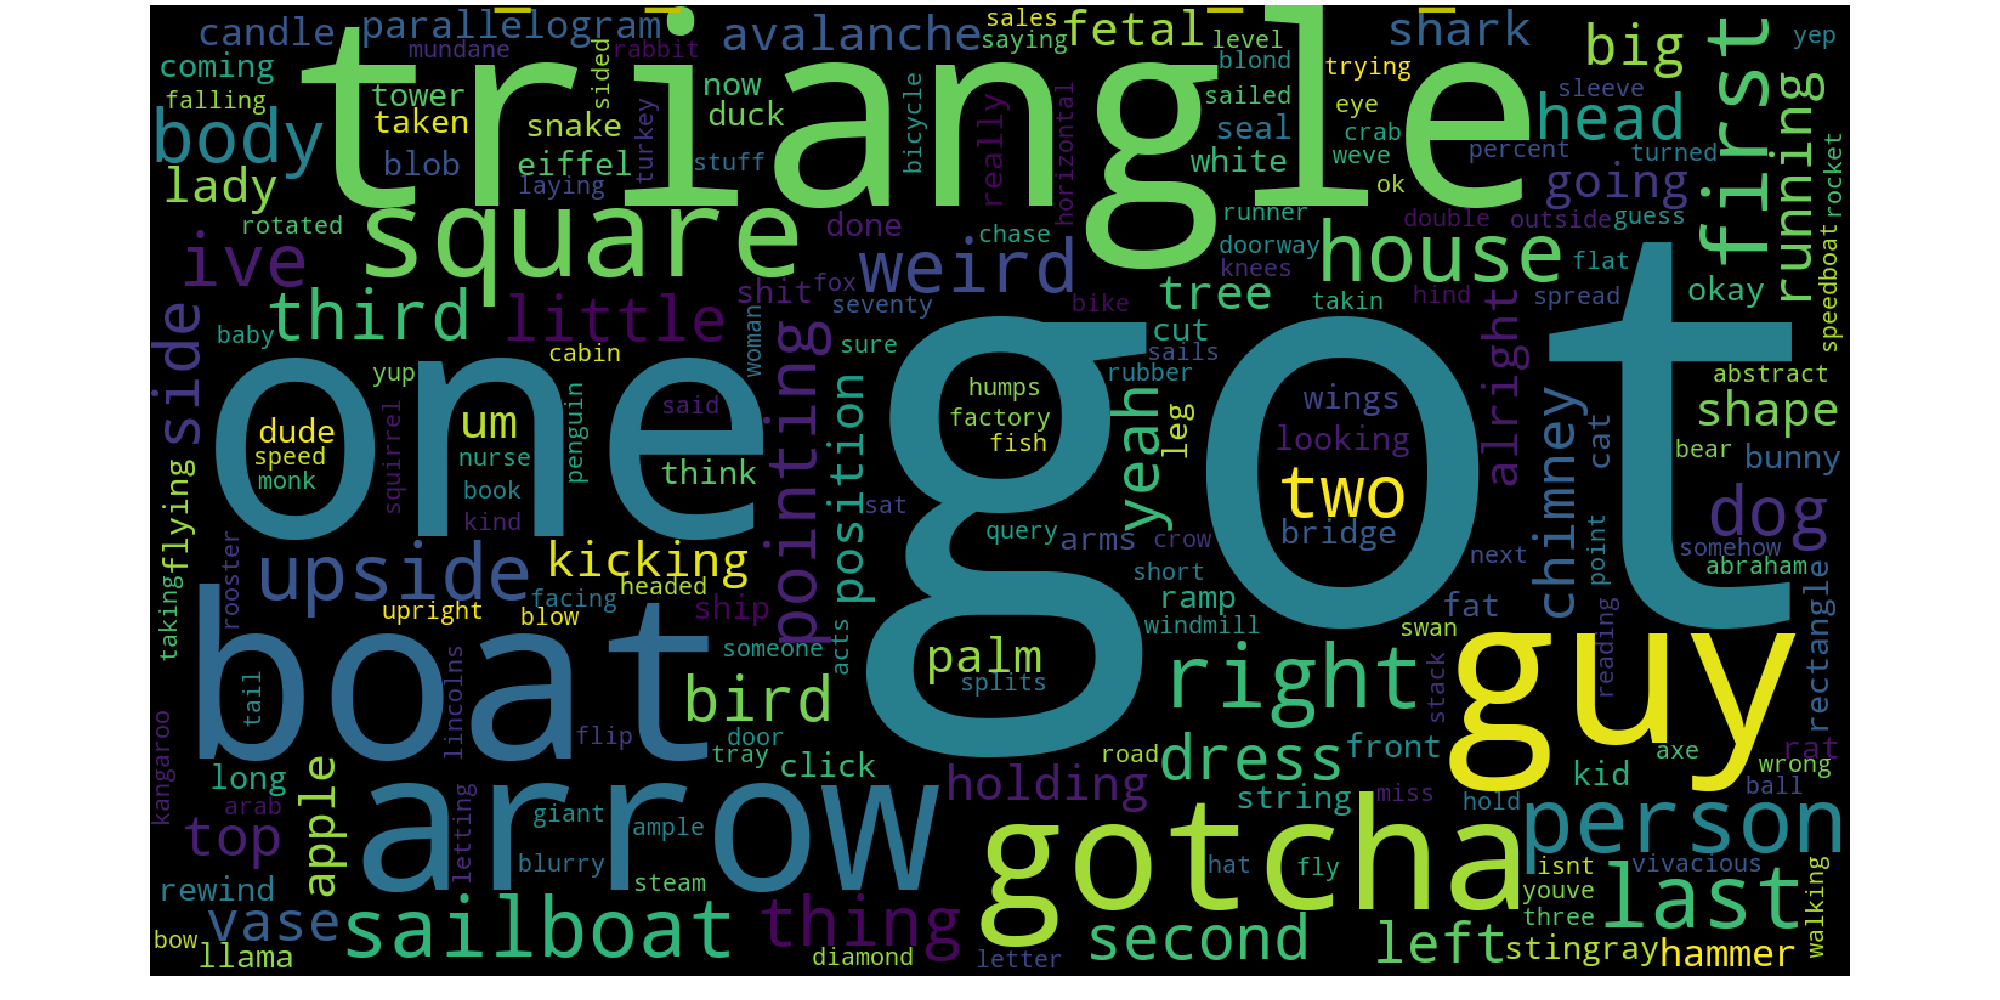 candle
parallelogram
avalanche
sales
saying
fetal
level
shark
big
yep
mundane
rabbit
coming
triangle
blond
trying
first
falling
tower
sided
now
sailed
eye
sleeve
running
taken
snake
duck
bicycle
seal
crab
head
body
turkey
blob
eiffel
stuff
white
weve
percent
turned
lady
laying
really
horizontal
ok
going
rocket
rotated
square
done
chase
runner
double
outside
guess
doorway
ive
weird
knees
house
flat
speedboat
side
third
little
shit
fox
seventy
bike
tree
takin
hind
alright
spread
okay
baby
cabin
woman
pointing
sure
cut
sails
yup
one
got
rubber
abstract
squirrel
um
penguin
said
position
humps
yeah
leg
wings
chimney
cat
shape
dude
factory
speed
nurse
think
fish
looking
bear
bunny
monk
book
two
kind
sat
dog
flying
query
arms
crow
bridge
next
point
somehow
rooster
upside
kicking
headed
short
abraham
taking
upright
blow
facing
ship
ramp
fat
rectangle
boat
lincolns
someone
acts
windmill
swan
reading
guy
palm
splits
right
stack
tail
bird
kangaroo
flip
door
tray
road
dress
front
axe
rat
wrong
long
apple
arrow
click
holding
kid
ball
arab
letting
giant
ample
string
miss
hold
top
gotcha
person
blurry
hat
fly
isnt
vivacious
walking
rewind
steam
youve
last
vase
sailboat
thing
second
left
three
bow
llama
diamond
letter
stingray
hammer